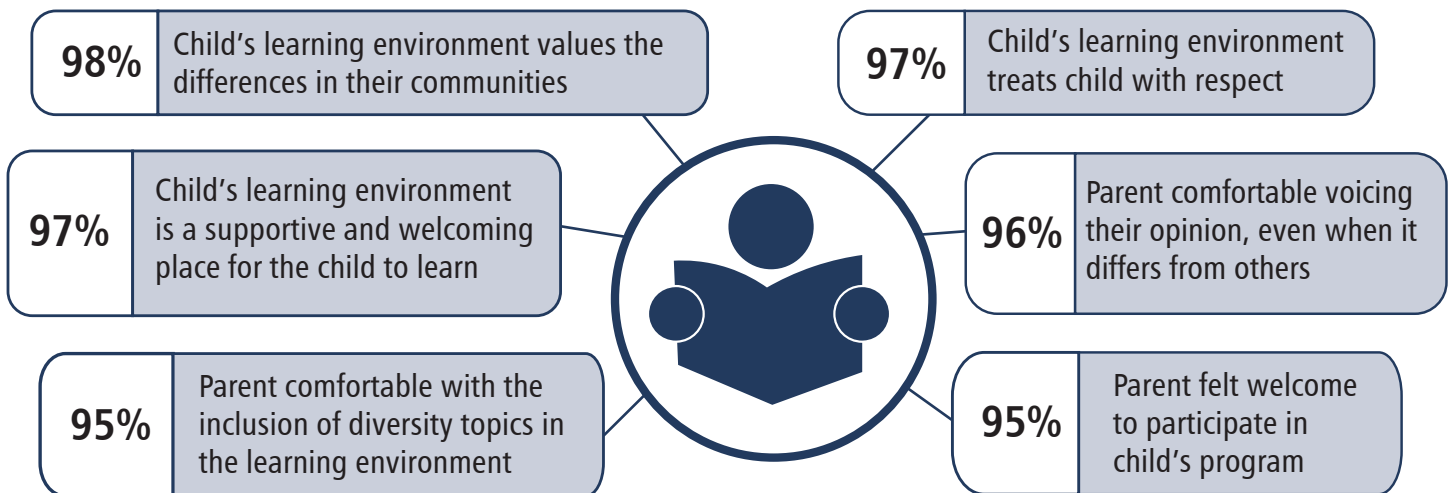 98%
Child’s learning environment values the
differences in their communities
97%
Child’s learning environment
treats child with respect
97%
Child’s learning environment
is a supportive and welcoming
place for the child to learn
96%
Parent comfortable voicing
their opinion, even when it
differs from others
95%
Parent comfortable with the
inclusion of diversity topics in
the learning environment
95%
Parent felt welcome
to participate in
child’s program